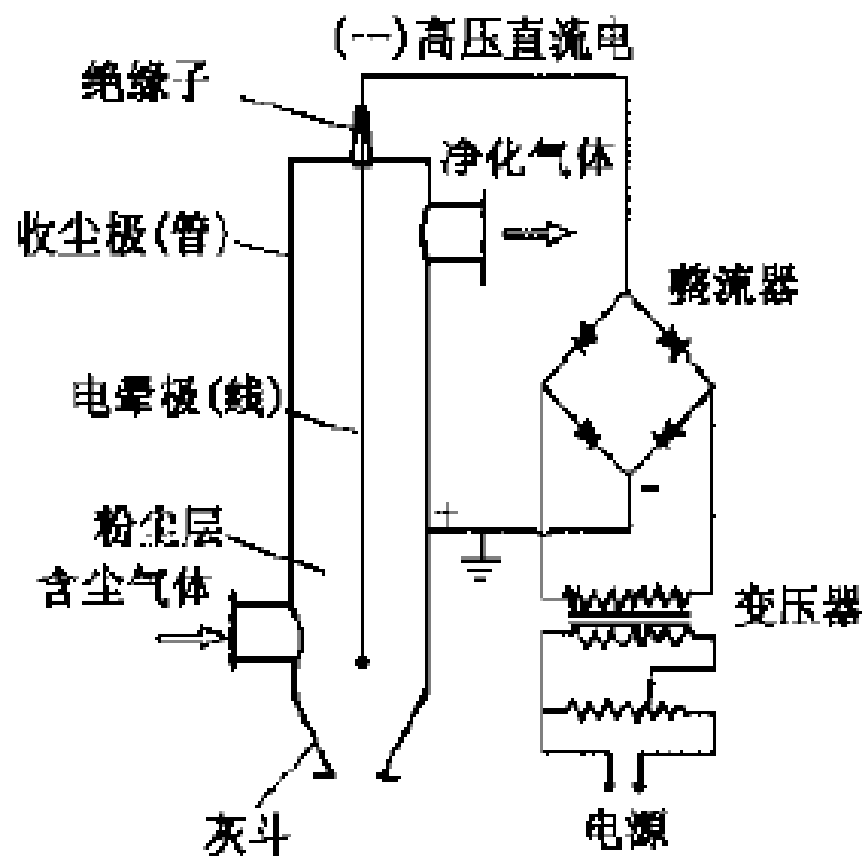 (一)高压直流电
绝缘子
净化气体
收尘极(管)
整流器
电晕极(线)
-
+
粉尘层
含尘气体
变压器
灰斗
电源